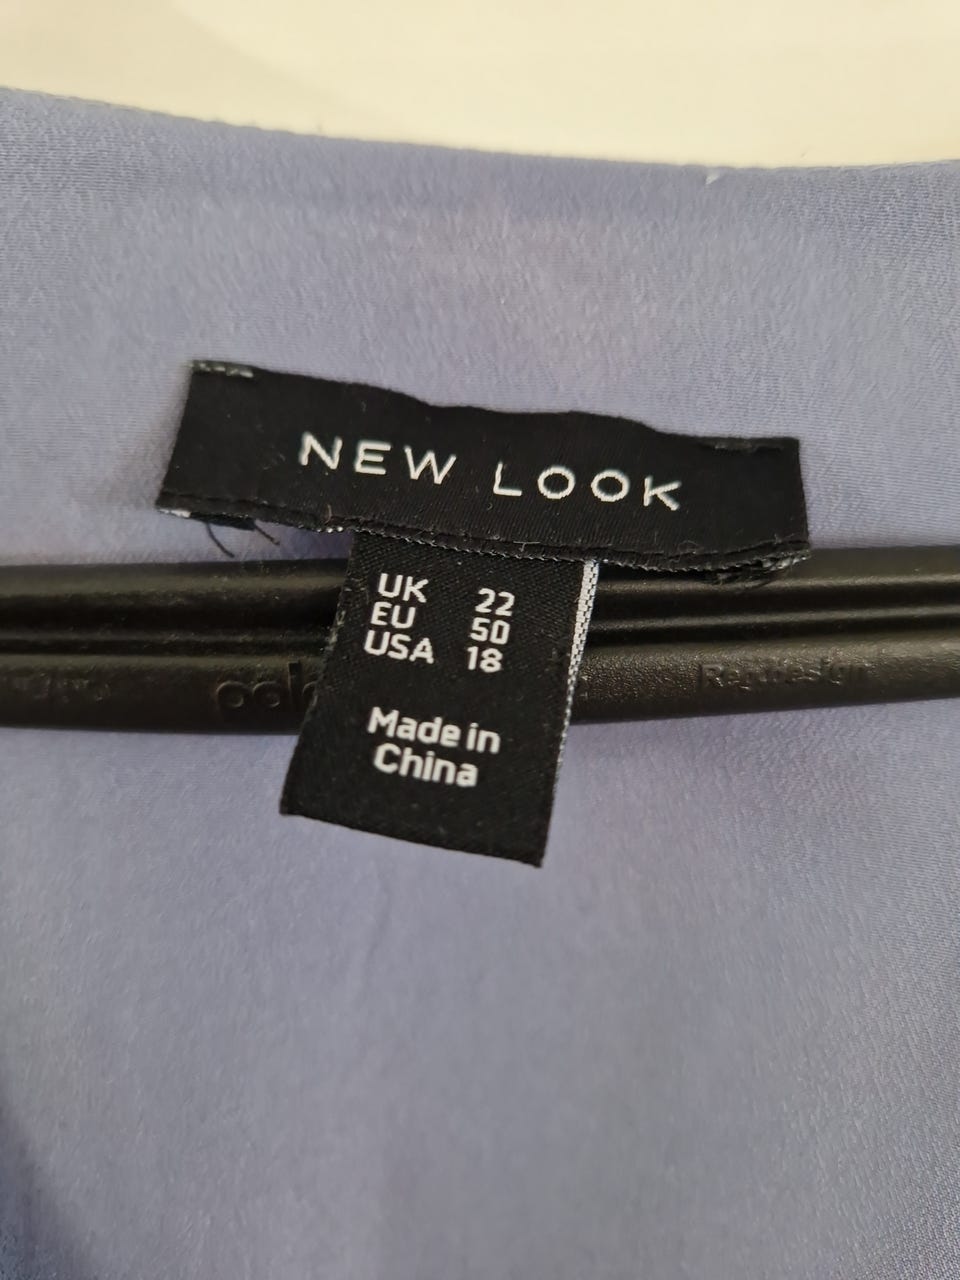 NEW LOOK
UK 22
EU 50
USA 18
Made in
China